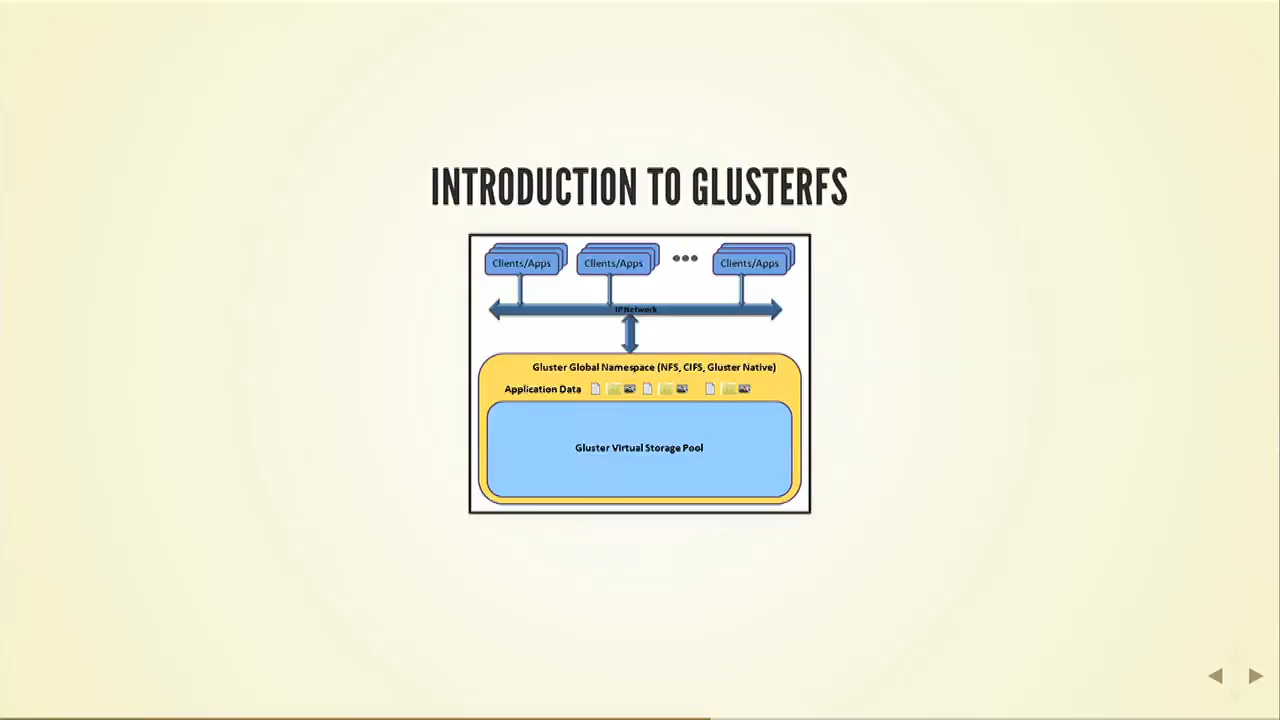 INTRODUCTION TO GLUSTERFS
Clients/Apps Clients/Apps Clients/Apps
IP Network
Gluster Global Namespace (NFS, CIFS, Gluster Native)
Application Data
Gluster Virtual Storage Pool